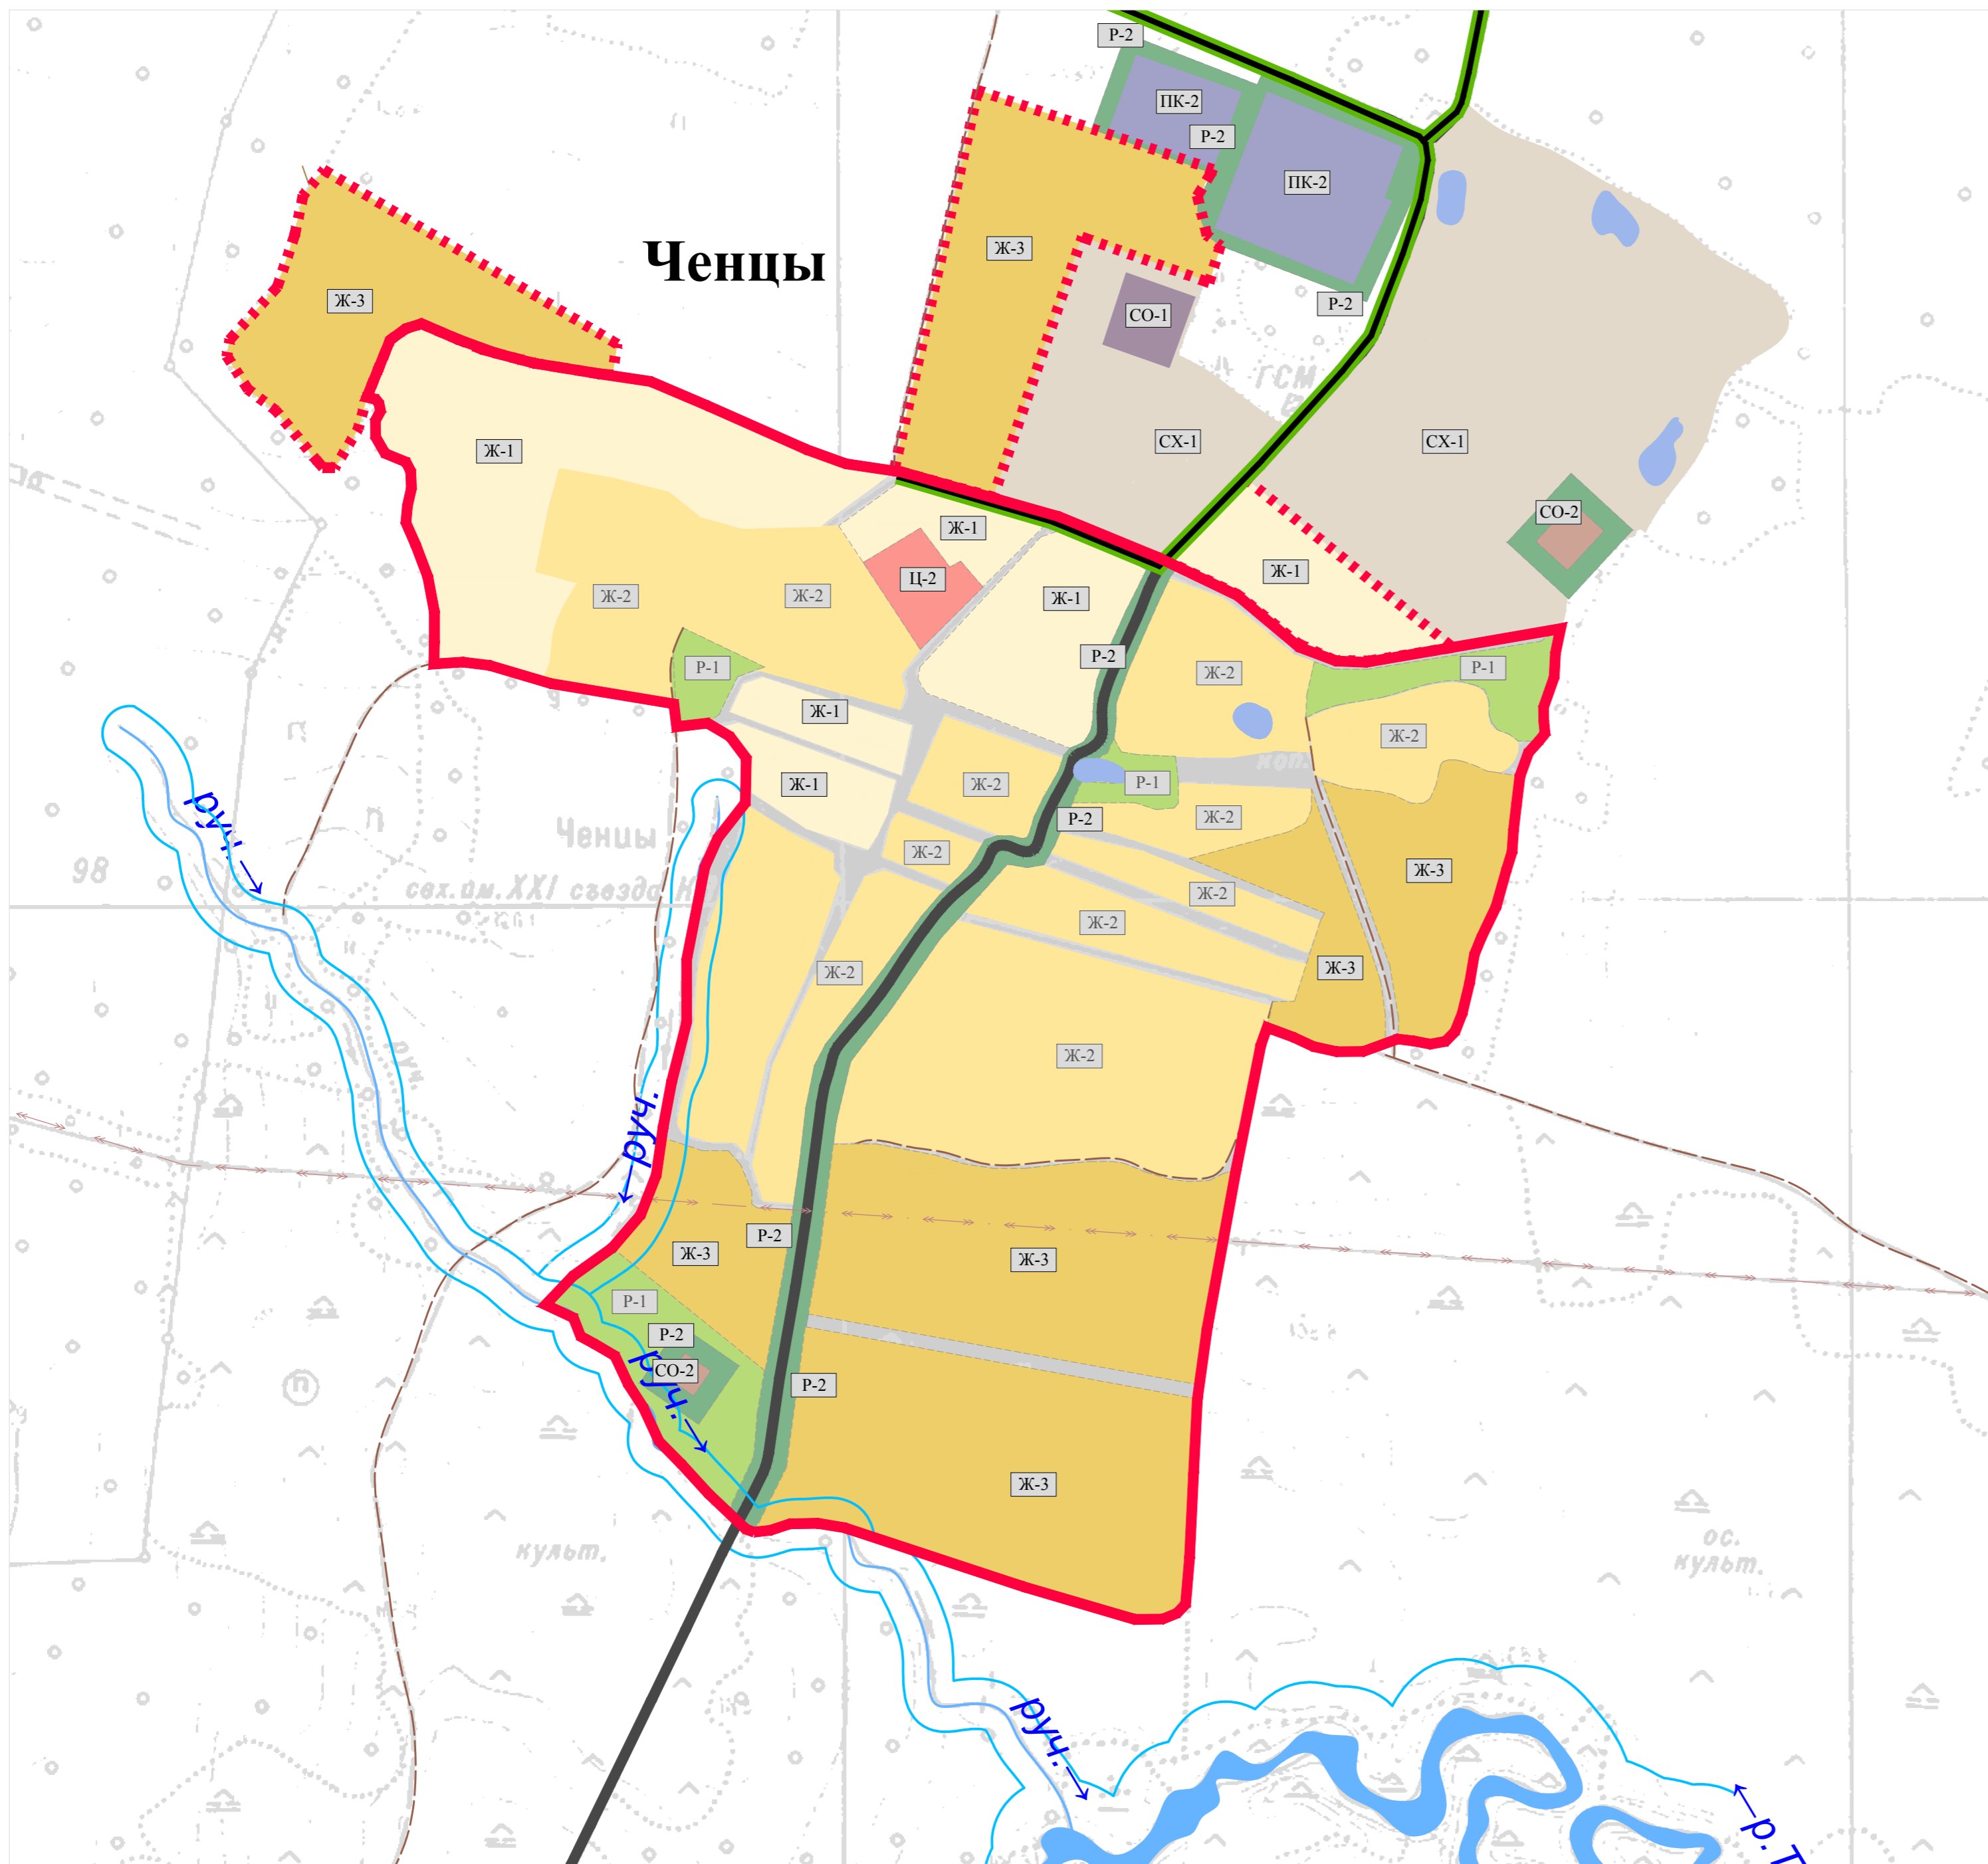 Р-2
ПК-2
Р-2
ПК-2
Ж-3
Ченцы
Ж-3
Р-2
СО-1
ГСМ
СХ-1
СХ-1
Ж-1
СО-2
Ж-1
Ц-2
Ж-1
Ж-2
Ж-2
Ж-1
Р-2
Р-1
Ж-2
Р-1
Ж-1
Ж-2
Ж-1
Ж-2
коп.
Р-1
руч.
Р-2
Ж-2
Ченцы
Ж-2
98
свх.им.XXI съезда
Ж-3
Ж-2
Ж-2
Ж-2
Ж-3
Ж-2
руч.
Р-2
Ж-3
Ж-3
Р-1
Р-2
СО-2
руч.
Р-2
Ж-3
культ.
ос.
культ.
руч.
р.Т